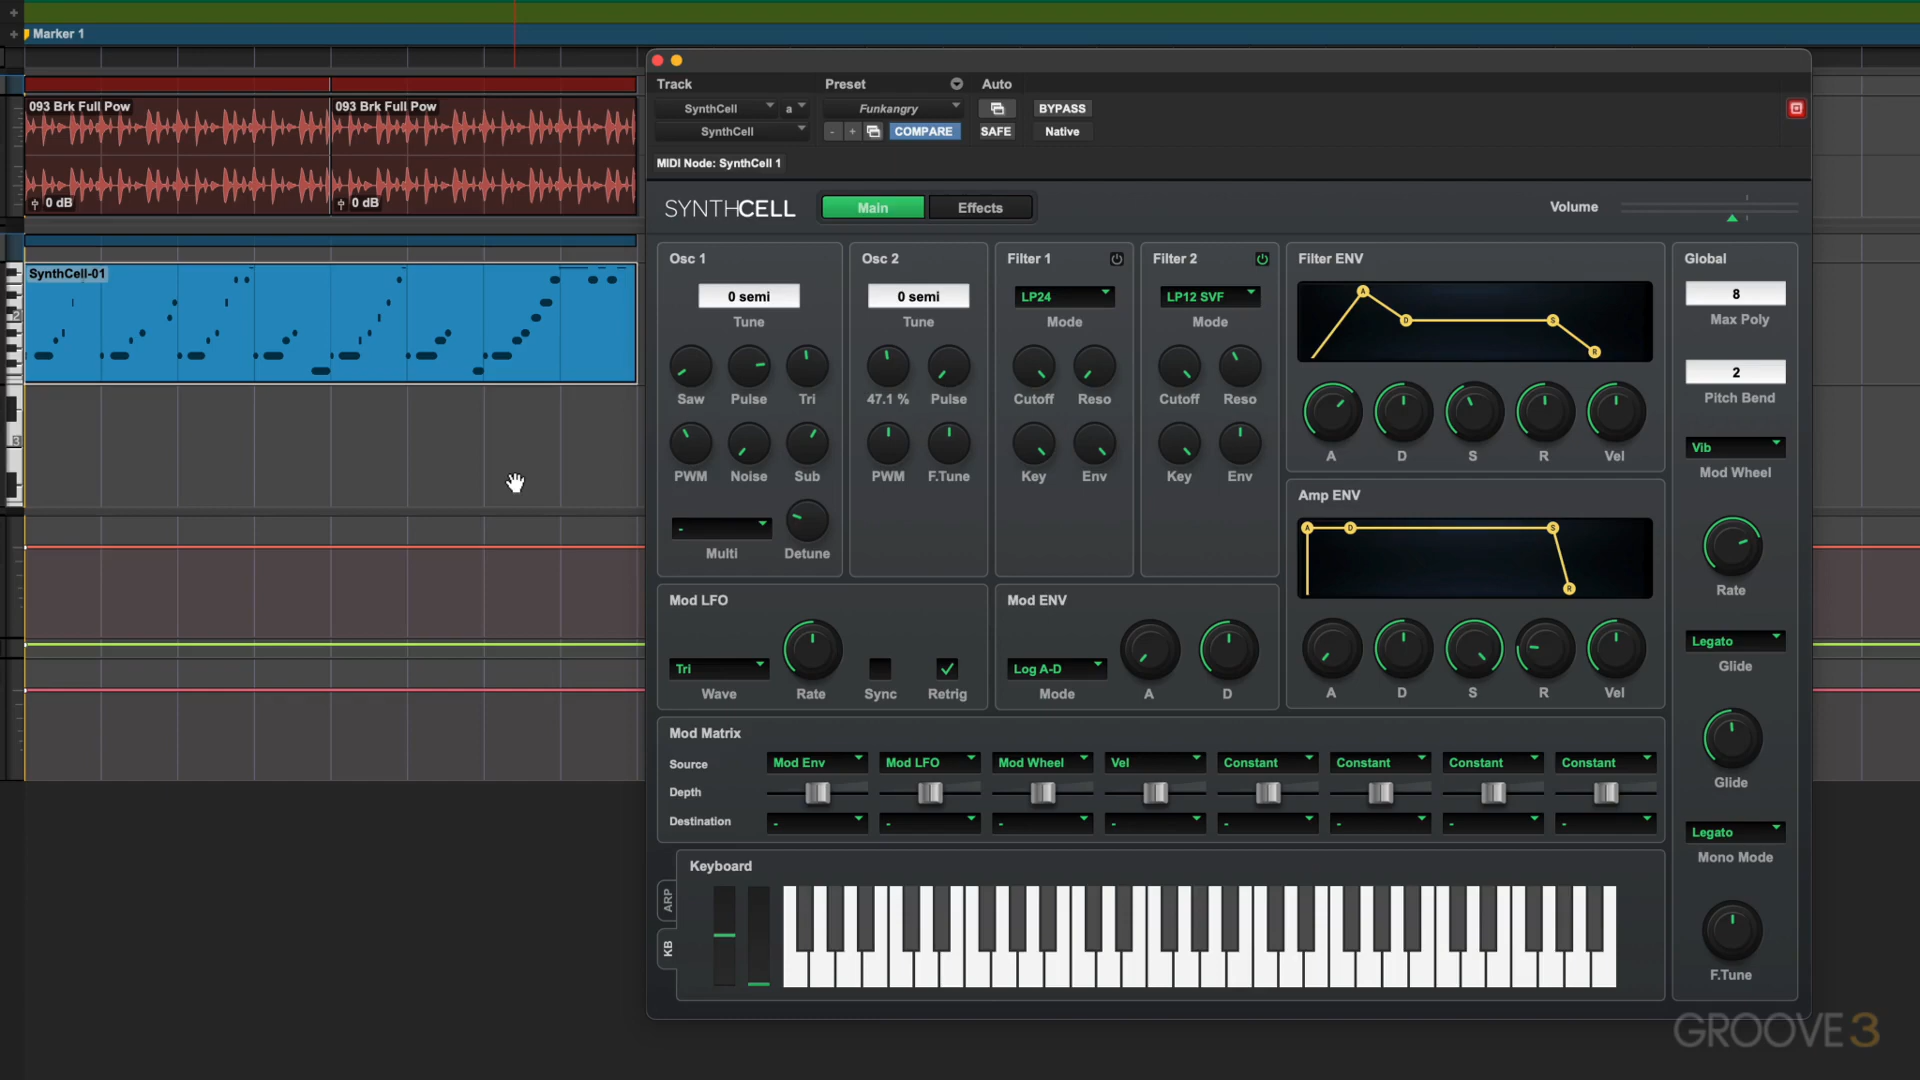 Marker 1
093 Brk Full Pow
093 Brk Full Pow
0 dB
0 dB
SynthCell-01
2
3
Track
Preset
Auto
SynthCell
a
Funkangry
BYPASS
SynthCell
- +
COMPARE
SAFE
Native
MIDI Node: SynthCell 1
SYNTHCELL
Main
Effects
Volume
Osc 1
0 semi
Tune
Saw Pulse Tri
PWM Noise Sub
-
Multi Detune
Osc 2
0 semi
Tune
47.1 % Pulse
PWM F.Tune
Filter 1
LP24
Mode
Cutoff Reso
Key Env
Filter 2
LP12 SVF
Mode
Cutoff Reso
Key Env
Filter ENV
A D S R
A D S R Vel
Amp ENV
A D S R
A D S R Vel
Global
8
Max Poly
2
Pitch Bend
Vib
Mod Wheel
Rate
Legato
Glide
Glide
Legato
Mono Mode
F.Tune
Mod LFO
Tri
Wave Rate Sync Retrig
Mod ENV
Log A-D
Mode A D
Mod Matrix
Source Mod Env Mod LFO Mod Wheel Vel Constant Constant Constant Constant
Depth
Destination - - - - - - - -
Keyboard
ARP
KB
GROOVE 3